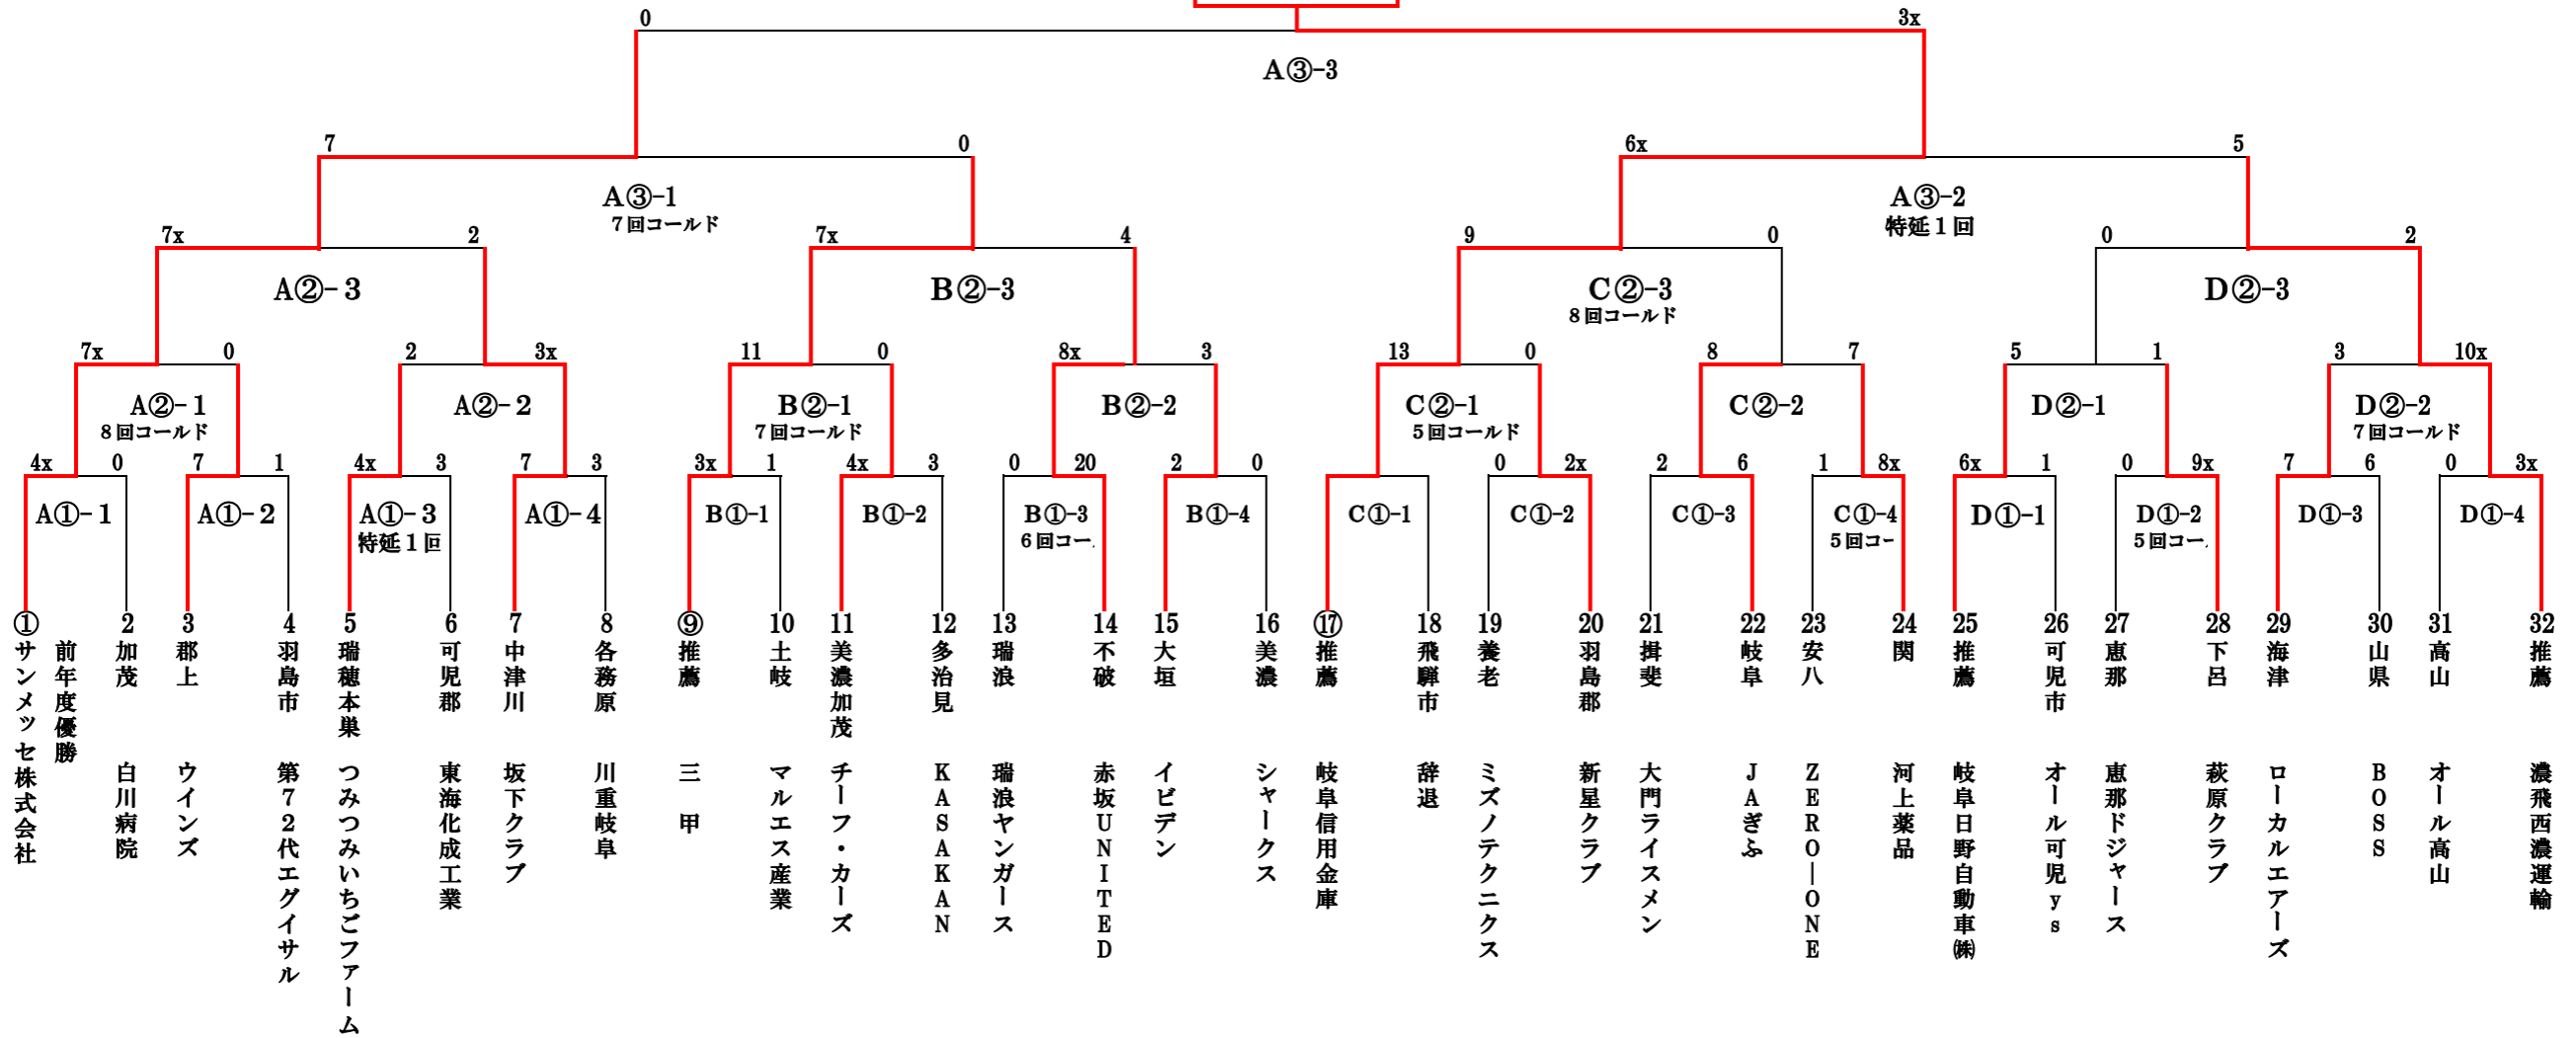 0 3x
A③-3
7 0 6x 5
A③-1 A③-2
7回コールド 特延1回
7x 2 7x 4 9 0 0 2
A②-3 B②-3 C②-3 D②-3
8回コールド
7x 0 2 3x 11 0 8x 3 13 0 8 7 5 1 3 10x
A②-1 A②-2 B②-1 B②-2 C②-1 C②-2 D②-1 D②-2
8回コールド 7回コールド 5回コールド 7回コールド
4x 0 7 1 4x 3 7 3 3x 1 4x 3 0 20 2 0 0 2x 2 6 1 8x 6x 1 0 9x 7 6 0 3x
A①-1 A①-2 A①-3 A①-4 B①-1 B①-2 B①-3 B①-4 C①-1 C①-2 C①-3 C①-4 D①-1 D①-2 D①-3 D①-4
特延1回 6回コー 5回コー 5回コー
① サンメッセ株式会社
前年度優勝
2 加茂 白川病院
3 郡上 ウインズ
4 羽島市 第72代エグイサル
5 瑞穂本巣 つみつみいちごファーム
6 可児郡 東海化成工業
7 中津川 坂下クラブ
8 各務原 川重岐阜
⑨ 推薦 三甲
10 土岐 マルエス産業
11 美濃加茂 チーフ・カーズ
12 多治見 KASAKAN
13 瑞浪 瑞浪ヤンガース
14 不破 赤坂UNITED
15 大垣 イビデン
16 美濃 シャークス
⑰ 推薦 岐阜信用金庫
18 飛騨市 辞退
19 養老 ミズノテクニクス
20 羽島郡 新星クラブ
21 揖斐 大門ライスメン
22 岐阜 JAぎふ
23 安八 ZERO―ONE
24 関 河上薬品
25 推薦 岐阜日野自動車㈱
26 可児市 オール可児ys
27 恵那 恵那ドジャース
28 下呂 萩原クラブ
29 海津 ローカルエアーズ
30 山県 BOSS
31 高山 オール高山
32 推薦 濃飛西濃運輸